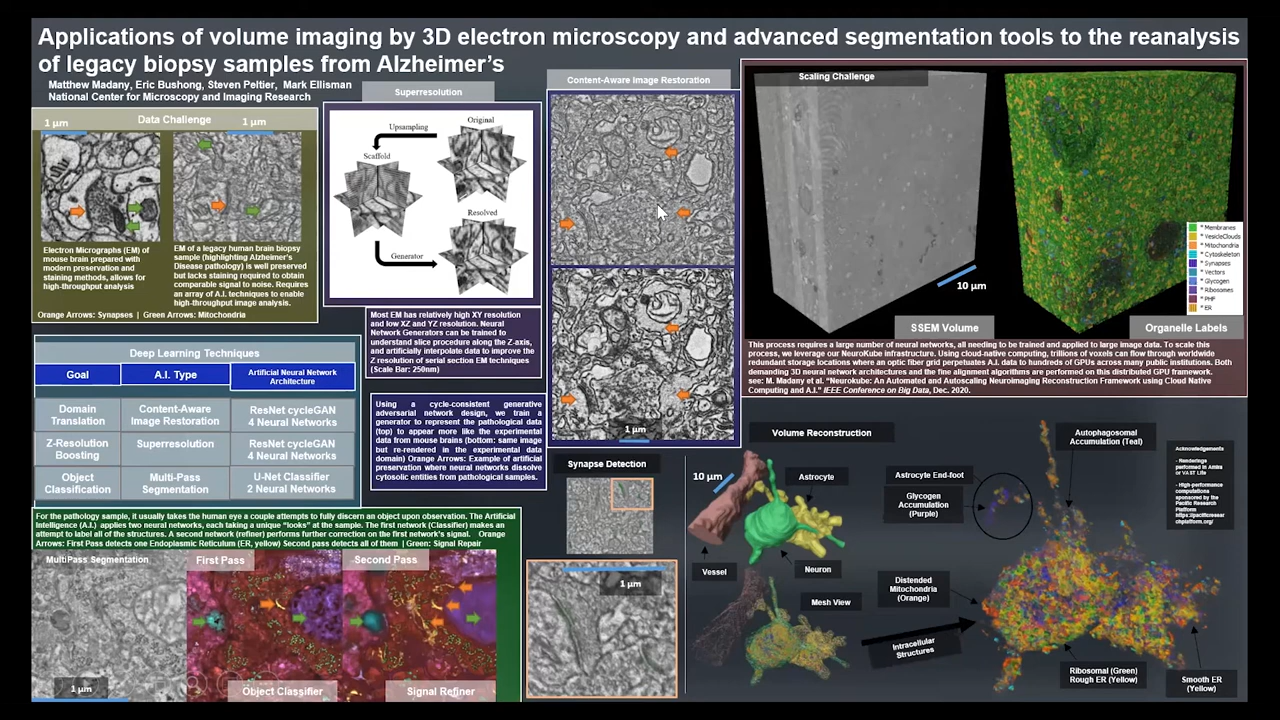 Applications of volume imaging by 3D electron microscopy and advanced segmentation tools to the reanalysis
of legacy biopsy samples from Alzheimer's
Matthew Madany, Eric Bushong, Steven Peltier, Mark Ellisman
National Center for Microscopy and Imaging Research
Data Challenge
1 μm
1 μm
Electron Micrographs (EM) of
mouse brain prepared with
modern preservation and
staining methods, allows for
high-throughput analysis
EM of a legacy human brain biopsy
sample (highlighting Alzheimer's
Disease pathology) is well preserved
but lacks staining required to obtain
comparable signal to noise. Requires
an array of A.I. techniques to enable
high-throughput image analysis.
Orange Arrows: Synapses | Green Arrows: Mitochondria
Superresolution
Upsampling
Original
Scaffold
Resolved
Generator
Most EM has relatively high XY resolution
and low XZ and YZ resolution. Neural
Network Generators can be trained to
understand slice procedure along the Z-axis,
and artificially interpolate data to improve the
Z resolution of serial section EM techniques
(Scale Bar: 250nm)
Deep Learning Techniques
Goal
A.I. Type
Artificial Neural Network
Architecture
Domain
Translation
Content-Aware
Image Restoration
ResNet cycleGAN
4 Neural Networks
Z-Resolution
Boosting
Superresolution
ResNet cycleGAN
4 Neural Networks
Object
Classification
Multi-Pass
Segmentation
U-Net Classifier
2 Neural Networks
Using a cycle-consistent generative
adversarial network design, we train a
generator to represent the pathological data
(top) to appear more like the experimental
data from mouse brains (bottom: same image
but re-rendered in the experimental data
domain) Orange Arrows: Example of artificial
preservation where neural networks dissolve
cytosolic entities from pathological samples.
Content-Aware Image Restoration
1 μm
For the pathology sample, it usually takes the human eye a couple attempts to fully discern an object upon observation. The Artificial
Intelligence (A.I.) applies two neural networks, each taking a unique "looks" at the sample. The first network (Classifier) makes an
attempt to label all of the structures. A second network (refiner) performs further correction on the first network's signal. Orange
Arrows: First Pass detects one Endoplasmic Reticulum (ER, yellow) Second pass detects all of them | Green: Signal Repair
MultiPass Segmentation
First Pass
Second Pass
1 μm
Object Classifier
Signal Refiner
Synapse Detection
1 μm
Scaling Challenge
10 μm
SSEM Volume
Organelle Labels
* Membranes
* VesicleClouds
* Mitochondria
* Cytoskeleton
* Synapses
* Vectors
* Glycogen
* Ribosomes
* PHF
* ER
This process requires a large number of neural networks, all needing to be trained and applied to large image data. To scale this
process, we leverage our NeuroKube infrastructure. Using cloud-native computing, trillions of voxels can flow through worldwide
redundant storage locations where an optic fiber grid perpetuates A.I. data to hundreds of GPUs across many public institutions. Both
demanding 3D neural network architectures and the fine alignment algorithms are performed on this distributed GPU framework.
see: M. Madany et al. "Neurokube: An Automated and Autoscaling Neuroimaging Reconstruction Framework using Cloud Native
Computing and A.I." IEEE Conference on Big Data, Dec. 2020.
Volume Reconstruction
10 μm
Astrocyte
Vessel
Neuron
Mesh View
Intracellular
Structures
Astrocyte End-foot
Glycogen
Accumulation
(Purple)
Autophagosomal
Accumulation (Teal)
Distended
Mitochondria
(Orange)
Ribosomal (Green)
Rough ER (Yellow)
Smooth ER
(Yellow)
Acknowledgements
- Renderings
performed in Amira
or VAST Lite
- High-performance
computations
sponsored by the
Pacific Research
Platform
https://pacificresear
chplatform.org/